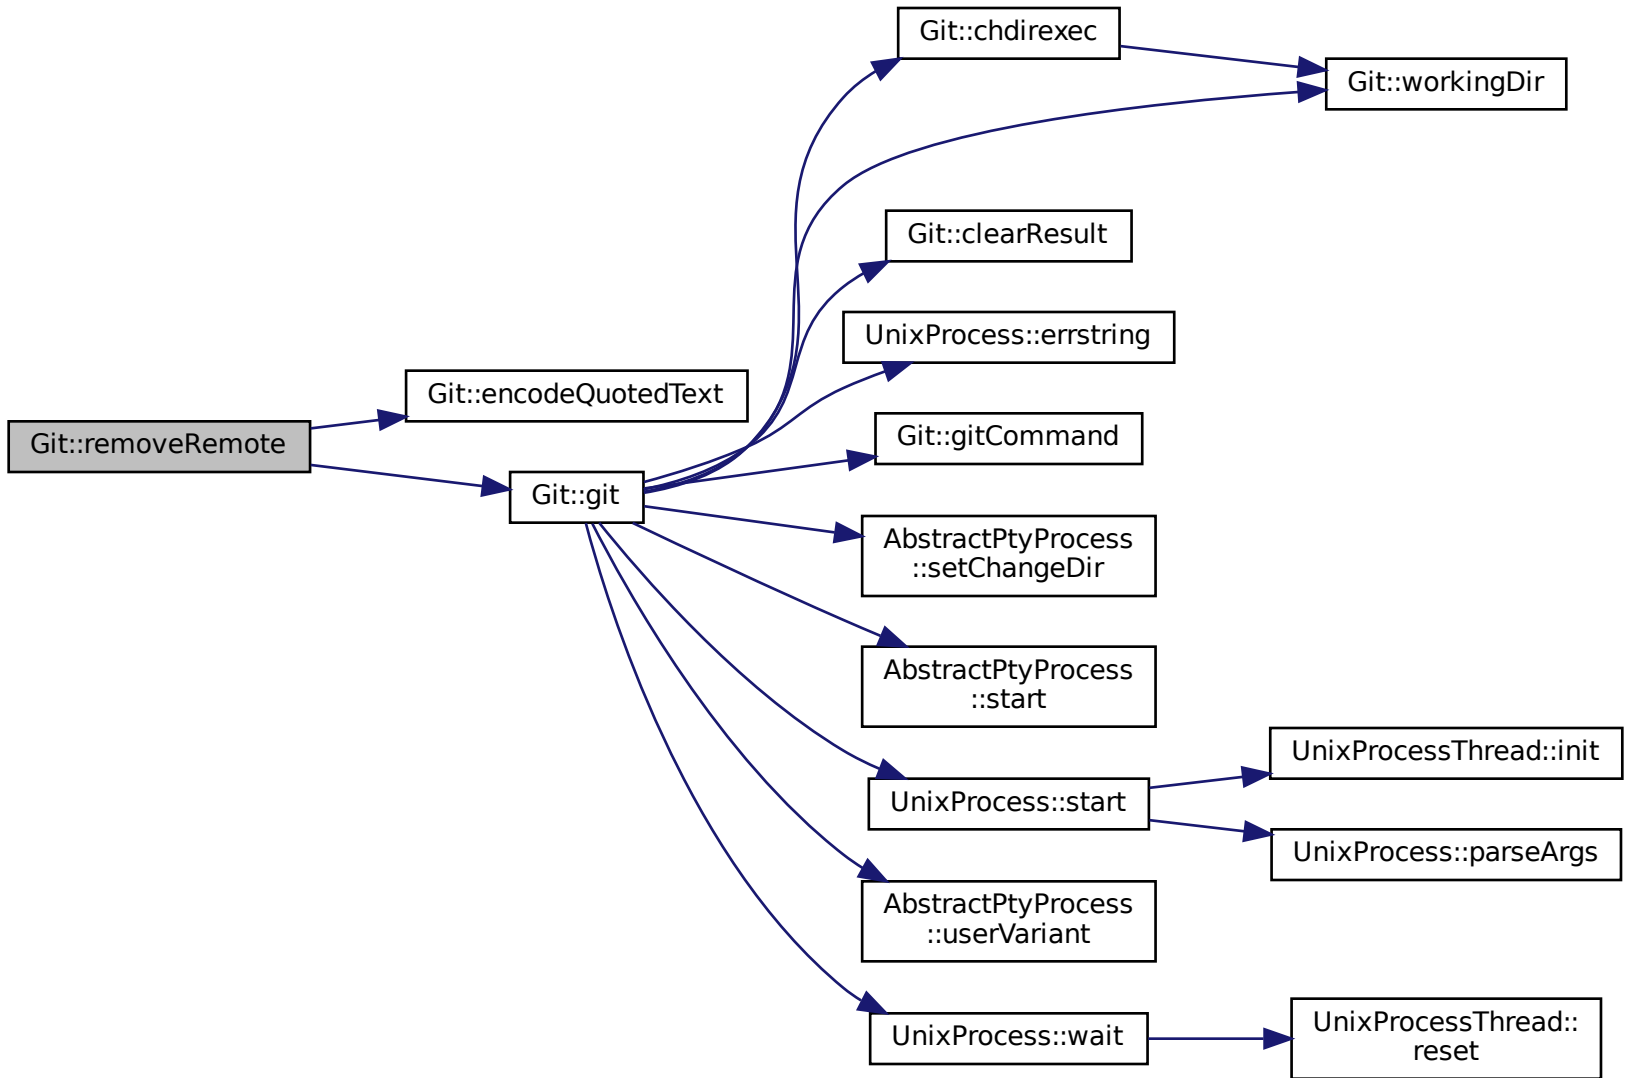 Git::removeRemote
Git::encodeQuotedText
Git::git
Git::chdirexec
Git::workingDir
Git::clearResult
UnixProcess::errstring
Git::gitCommand
AbstractPtyProcess
::setChangeDir
AbstractPtyProcess
::start
UnixProcess::start
UnixProcessThread::init
UnixProcess::parseArgs
AbstractPtyProcess
::userVariant
UnixProcess::wait
UnixProcessThread::
reset